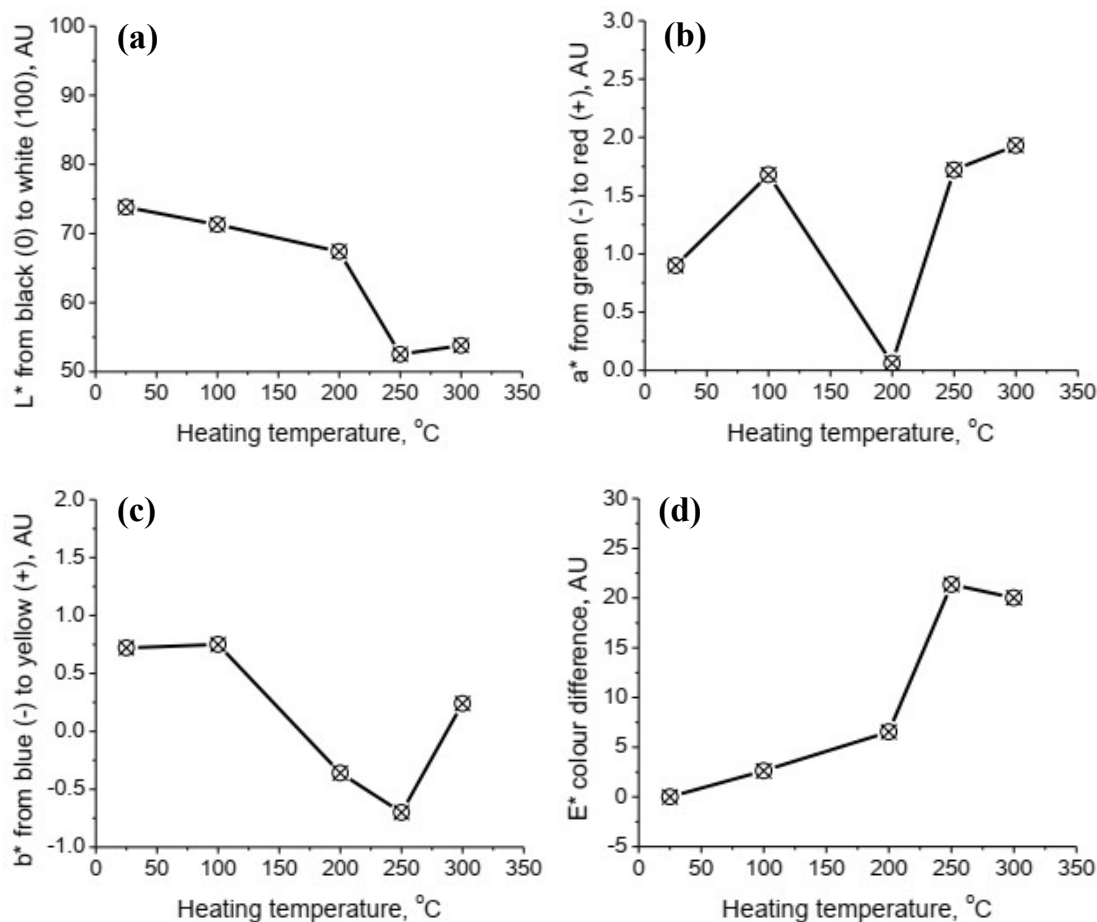 (a)
L* from black (0) to white (100), AU
100
90
80
70
60
50
0 50 100 150 200 250 300 350
Heating temperature, °C
(b)
a* from green (-) to red (+), AU
3.0
2.5
2.0
1.5
1.0
0.5
0.0
0 50 100 150 200 250 300 350
Heating temperature, °C
(c)
b* from blue (-) to yellow (+), AU
2.0
1.5
1.0
0.5
0.0
-0.5
-1.0
0 50 100 150 200 250 300 350
Heating temperature, °C
(d)
E* colour difference, AU
30
25
20
15
10
5
0
-5
0 50 100 150 200 250 300 350
Heating temperature, °C